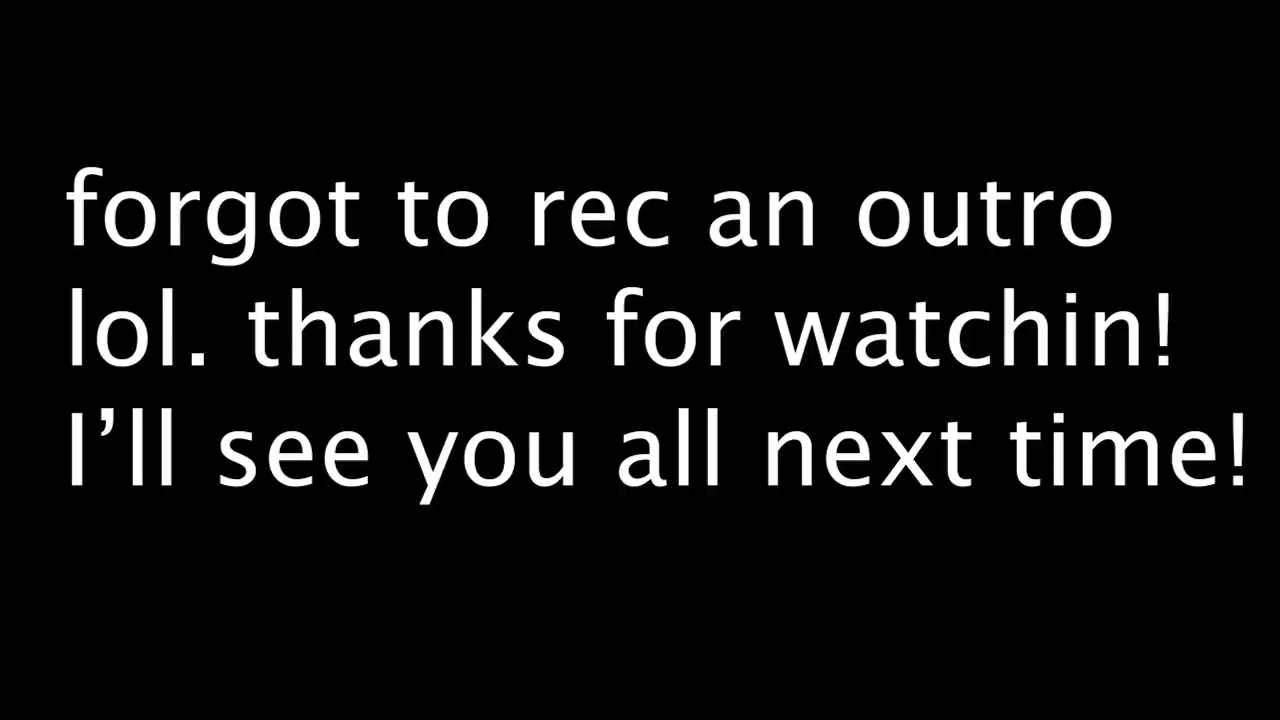 forgot to rec an outro
lol. thanks for watchin!
I’ll see you all next time!